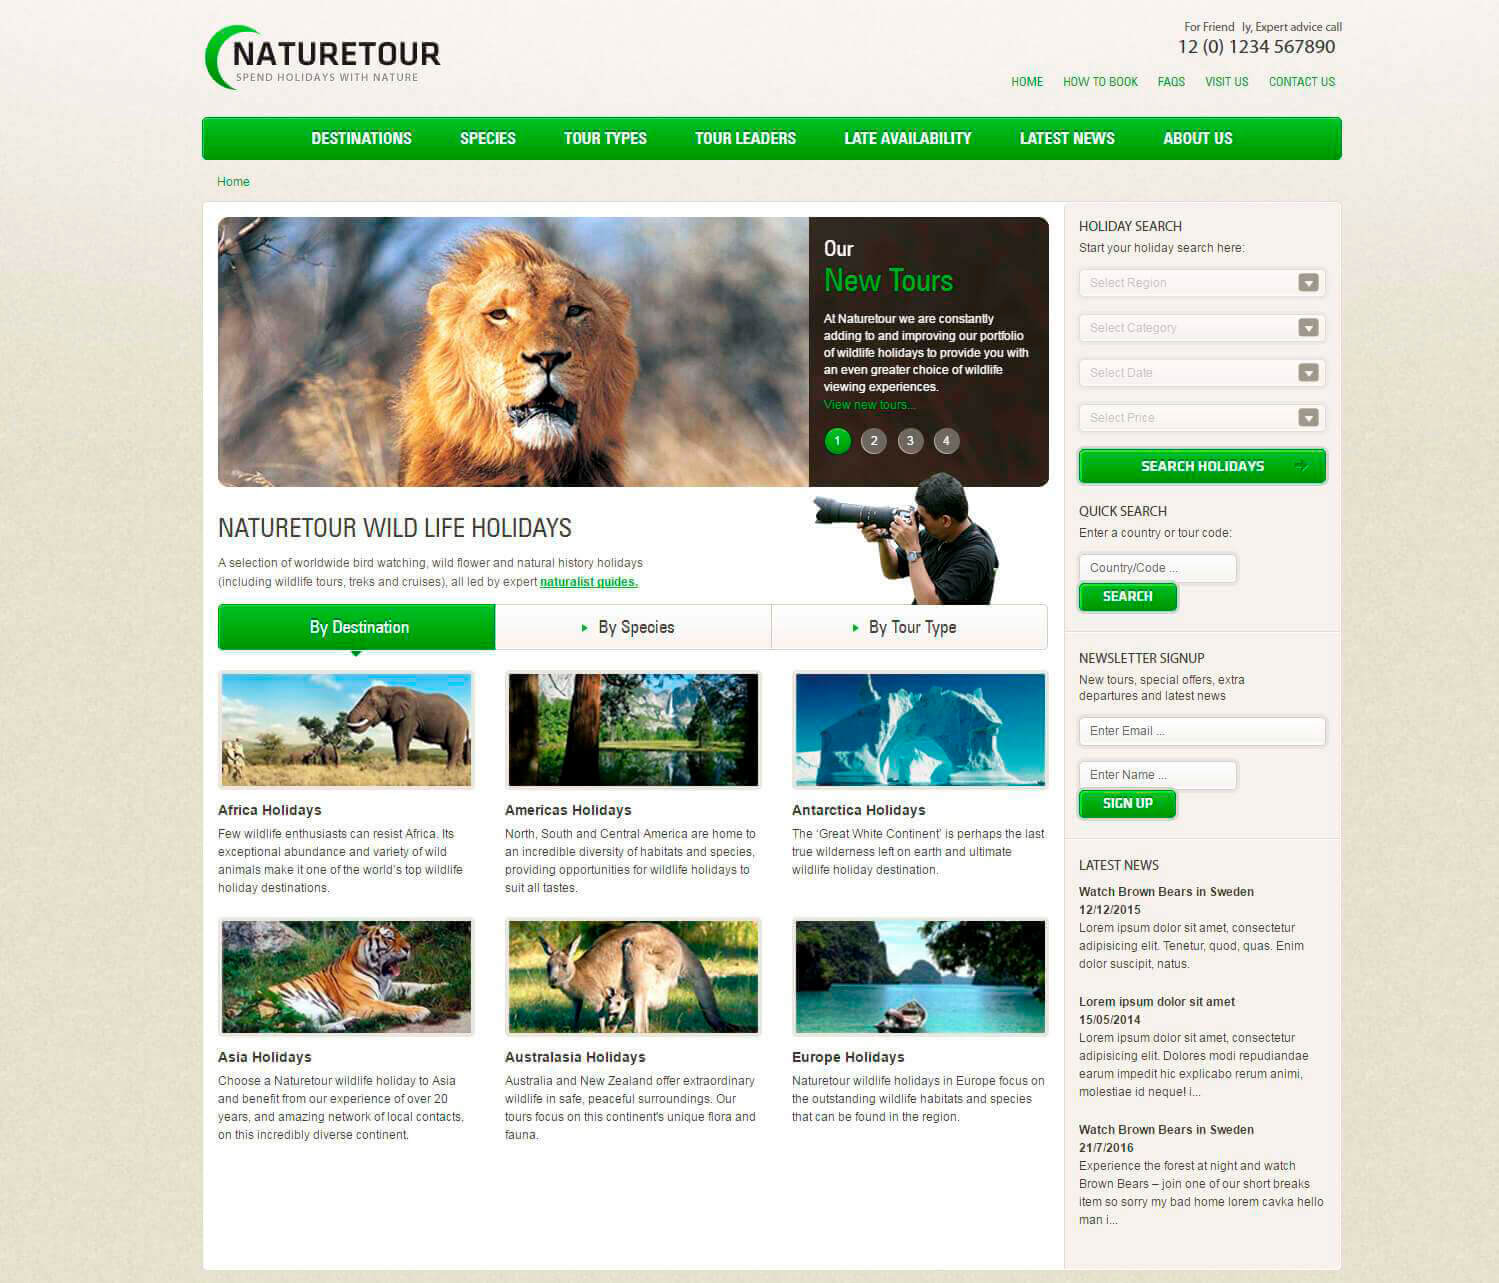 NATURETOUR
SPEND HOLIDAYS WITH NATURE
For Friend ly, Expert advice call
12 (0) 1234 567890
HOME HOW TO BOOK FAQS VISIT US CONTACT US
DESTINATIONS SPECIES TOUR TYPES TOUR LEADERS LATE AVAILABILITY LATEST NEWS ABOUT US
Home
Our
New Tours
At Naturetour we are constantly
adding to and improving our portfolio
of wildlife holidays to provide you with
an even greater choice of wildlife
viewing experiences.
View new tours...
1 2 3 4
NATURETOUR WILD LIFE HOLIDAYS
A selection of worldwide bird watching, wild flower and natural history holidays
(including wildlife tours, treks and cruises), all led by expert naturalist guides.
By Destination By Species By Tour Type
Africa Holidays
Few wildlife enthusiasts can resist Africa. Its
exceptional abundance and variety of wild
animals make it one of the world's top wildlife
holiday destinations.
Americas Holidays
North, South and Central America are home to
an incredible diversity of habitats and species,
providing opportunities for wildlife holidays to
suit all tastes.
Antarctica Holidays
The ‘Great White Continent’ is perhaps the last
true wilderness left on earth and ultimate
wildlife holiday destination.
Asia Holidays
Choose a Naturetour wildlife holiday to Asia
and benefit from our experience of over 20
years, and amazing network of local contacts,
on this incredibly diverse continent.
Australasia Holidays
Australia and New Zealand offer extraordinary
wildlife in safe, peaceful surroundings. Our
tours focus on this continent's unique flora and
fauna.
Europe Holidays
Naturetour wildlife holidays in Europe focus on
the outstanding wildlife habitats and species
that can be found in the region.
HOLIDAY SEARCH
Start your holiday search here:
Select Region
Select Category
Select Date
Select Price
SEARCH HOLIDAYS
QUICK SEARCH
Enter a country or tour code:
Country/Code ...
SEARCH
NEWSLETTER SIGNUP
New tours, special offers, extra
departures and latest news
Enter Email ...
Enter Name ...
SIGN UP
LATEST NEWS
Watch Brown Bears in Sweden
12/12/2015
Lorem ipsum dolor sit amet, consectetur
adipisicing elit. Tenetur, quod, quas. Enim
dolor suscipit, natus.
Lorem ipsum dolor sit amet
15/05/2014
Lorem ipsum dolor sit amet, consectetur
adipisicing elit. Dolores modi repudiandae
earum impedit hic explicabo rerum animi,
molestiae id neque! i...
Watch Brown Bears in Sweden
21/7/2016
Experience the forest at night and watch
Brown Bears – join one of our short breaks
item so sorry my bad home lorem cavka hello
man i...